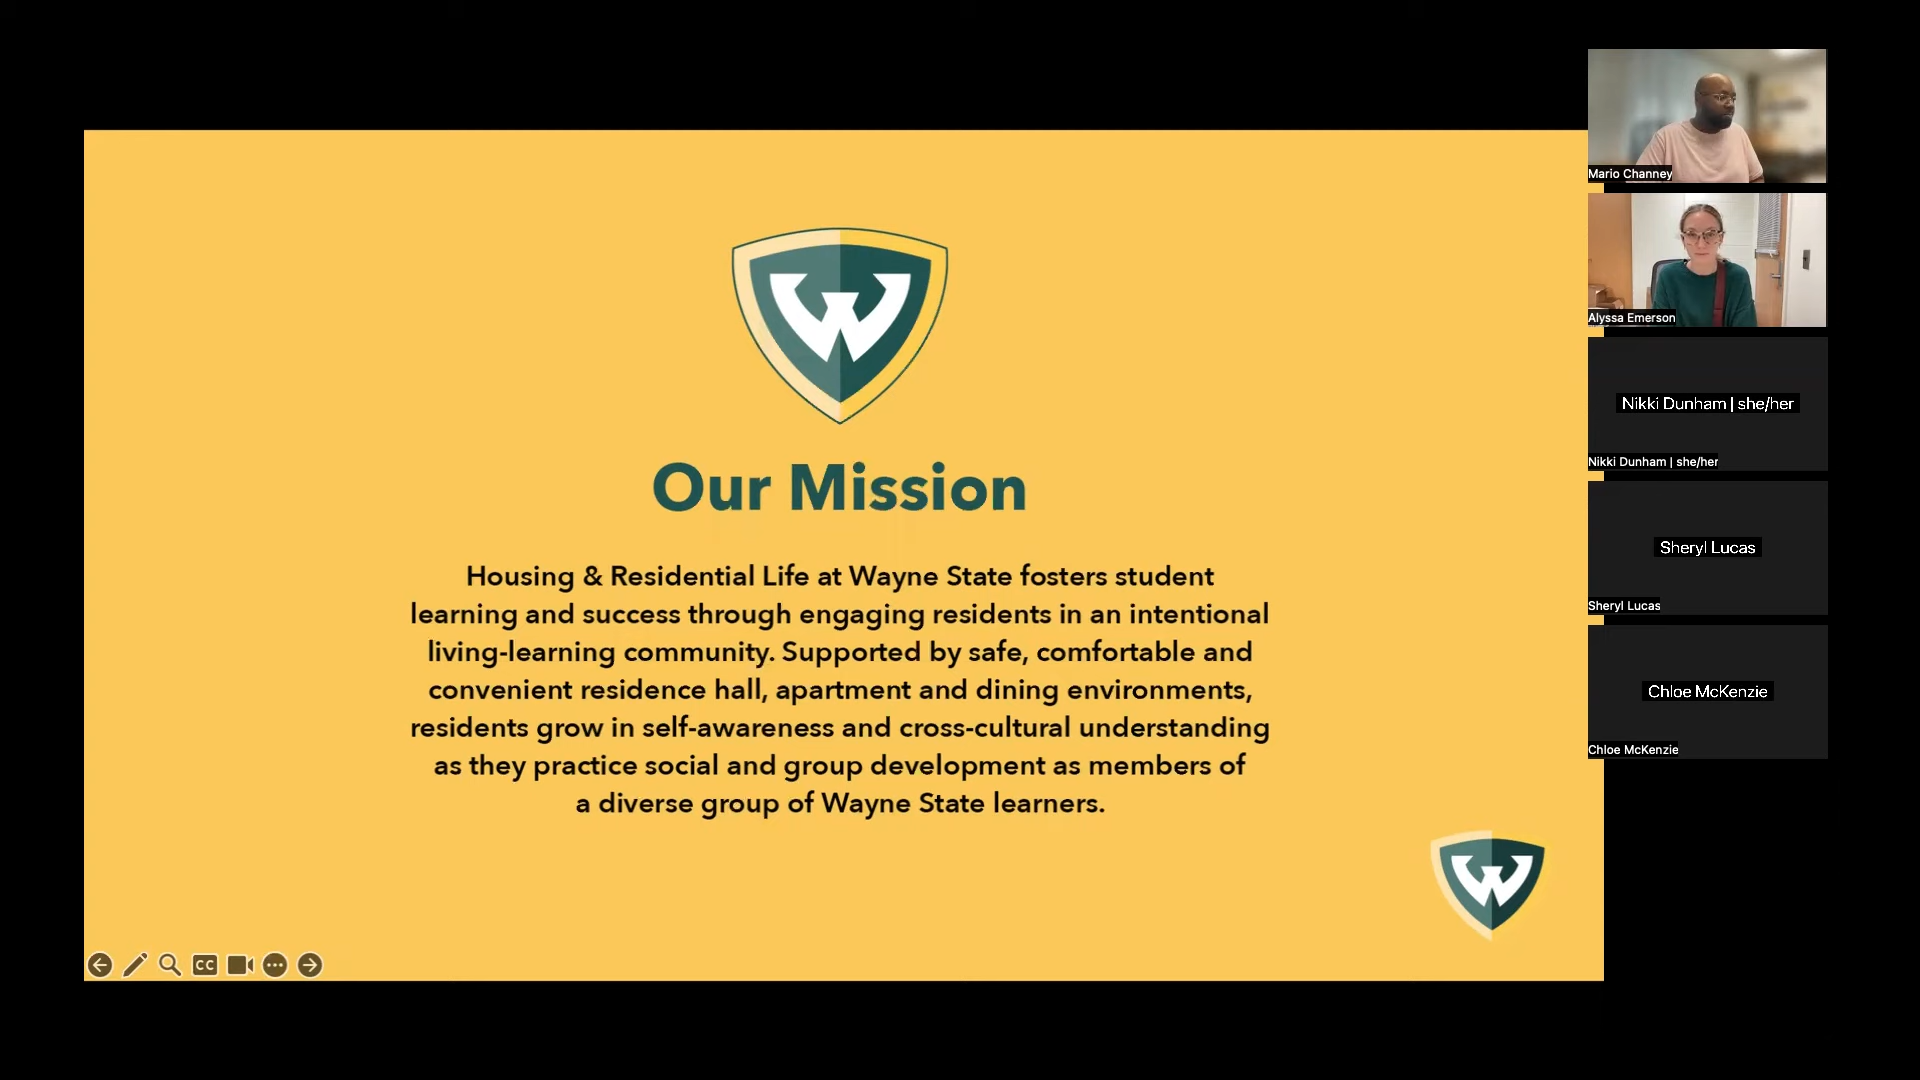 W
Our Mission
Housing & Residential Life at Wayne State fosters student
learning and success through engaging residents in an intentional
living-learning community. Supported by safe, comfortable and
convenient residence hall, apartment and dining environments,
residents grow in self-awareness and cross-cultural understanding
as they practice social and group development as members of
a diverse group of Wayne State learners.
W
CC
Mario Channey
Alyssa Emerson
Nikki Dunham | she/her
Nikki Dunham | she/her
Sheryl Lucas
Sheryl Lucas
Chloe McKenzie
Chloe McKenzie